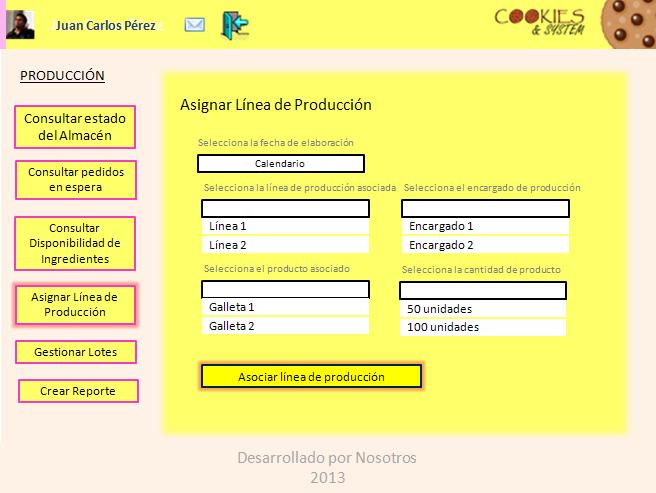 Juan Carlos Pérez
COOKIES
& SYSTEM
PRODUCCIÓN
Consultar estado
del Almacén
Consultar pedidos
en espera
Consultar
Disponibilidad de
Ingredientes
Asignar Línea de
Producción
Gestionar Lotes
Crear Reporte
Asignar Línea de Producción
Selecciona la fecha de elaboración
Calendario
Selecciona la línea de producción asociada
Línea 1
Línea 2
Selecciona el encargado de producción
Encargado 1
Encargado 2
Selecciona el producto asociado
Galleta 1
Galleta 2
Selecciona la cantidad de producto
50 unidades
100 unidades
Asociar línea de producción
Desarrollado por Nosotros
2013